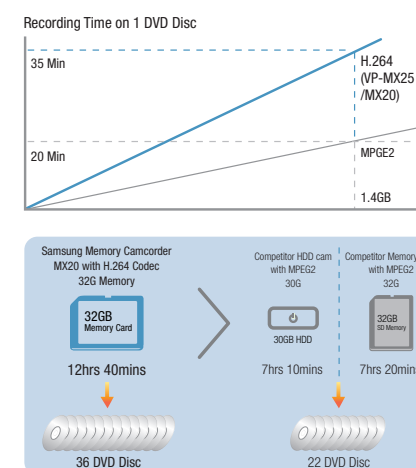 Recording Time on 1 DVD Disc
35 Min
H.264
(VP-MX25
/MX20)
20 Min
MPGE2
1.4GB
Samsung Memory Camcorder
MX20 with H.264 Codec
32G Memory
32GB
Memory Card
12hrs 40mins
36 DVD Disc
Competitor HDD cam
with MPEG2
30G
30GB HDD
7hrs 10mins
Competitor Memory
with MPEG2
32G
32GB
SD Memory
7hrs 20mins
22 DVD Disc